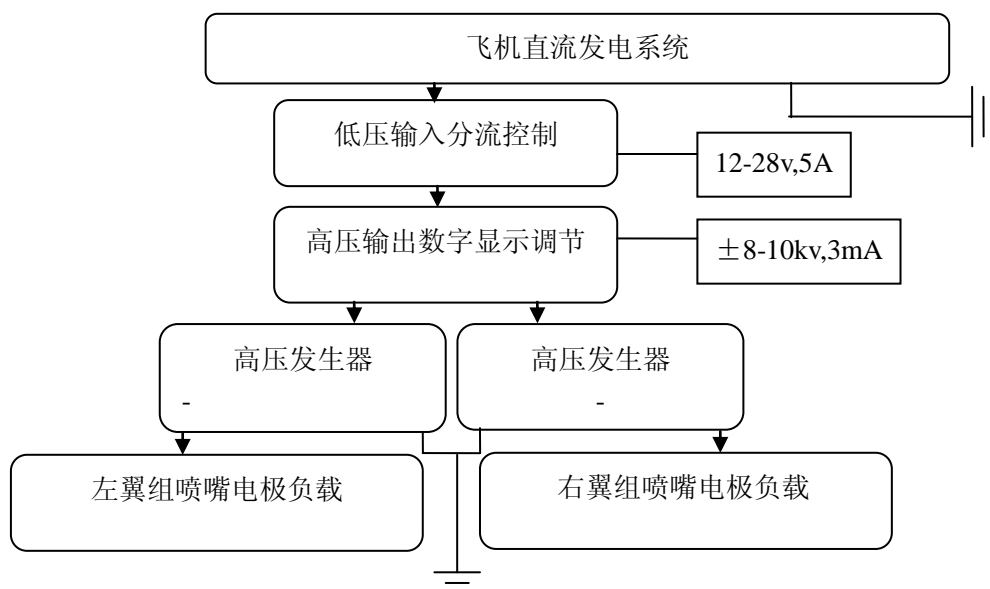 飞机直流发电系统
低压输入分流控制
12-28v,5A
高压输出数字显示调节
±8-10kv,3mA
高压发生器
-
高压发生器
-
左翼组喷嘴电极负载
右翼组喷嘴电极负载